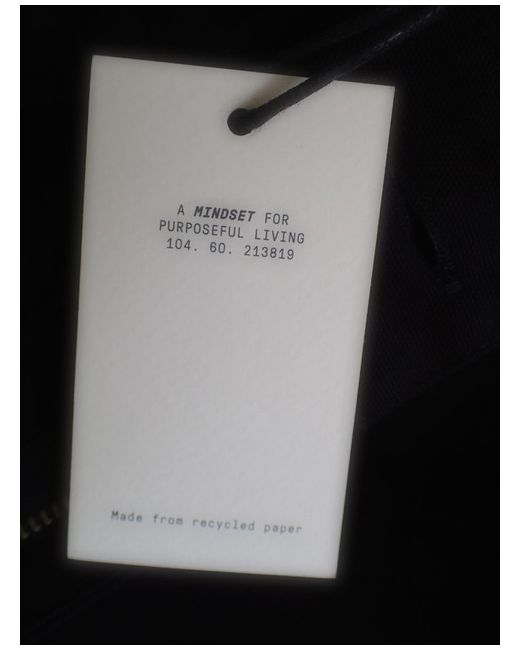 A MINDSET FOR
PURPOSEFUL LIVING
104. 60. 213819
Made from recycled paper